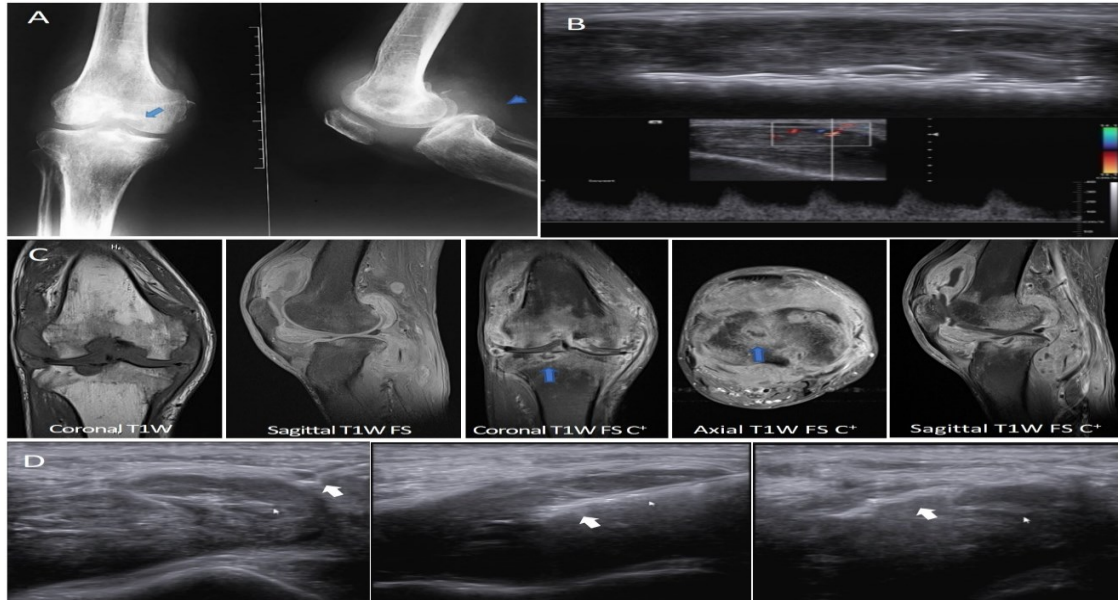 A
B
C
Coronal T1W
Sagittal T1W FS
Coronal T1W FS C⁺
Axial T1W FS C⁺
Sagittal T1W FS C⁺
D